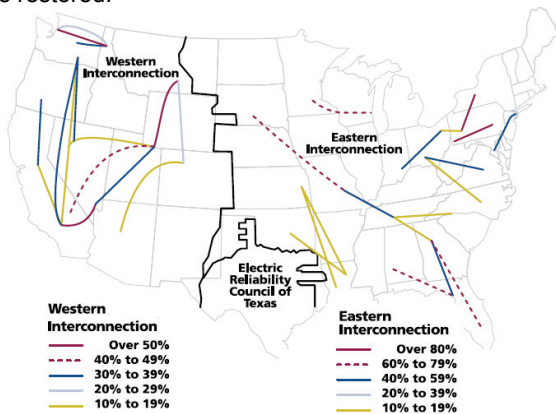 s restored.
Western
Interconnection
Eastern
Interconnection
Electric
Reliability
Council of
Texas
Western
Interconnection
Over 50%
40% to 49%
30% to 39%
20% to 29%
10% to 19%
Eastern
Interconnection
Over 80%
60% to 79%
40% to 59%
20% to 39%
10% to 19%